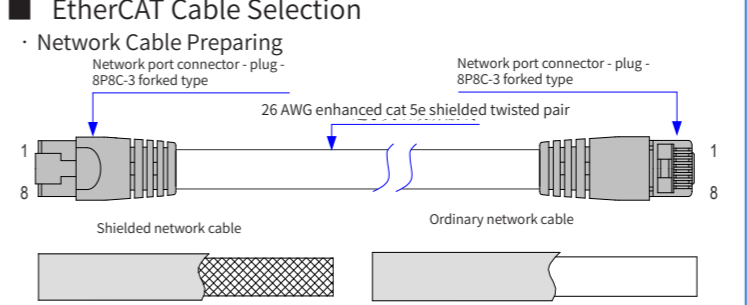 ■ EtherCAT Cable Selection
· Network Cable Preparing
Network port connector - plug -
8P8C-3 forked type
Network port connector - plug -
8P8C-3 forked type
26 AWG enhanced cat 5e shielded twisted pair
1
8
1
8
Shielded network cable
Ordinary network cable